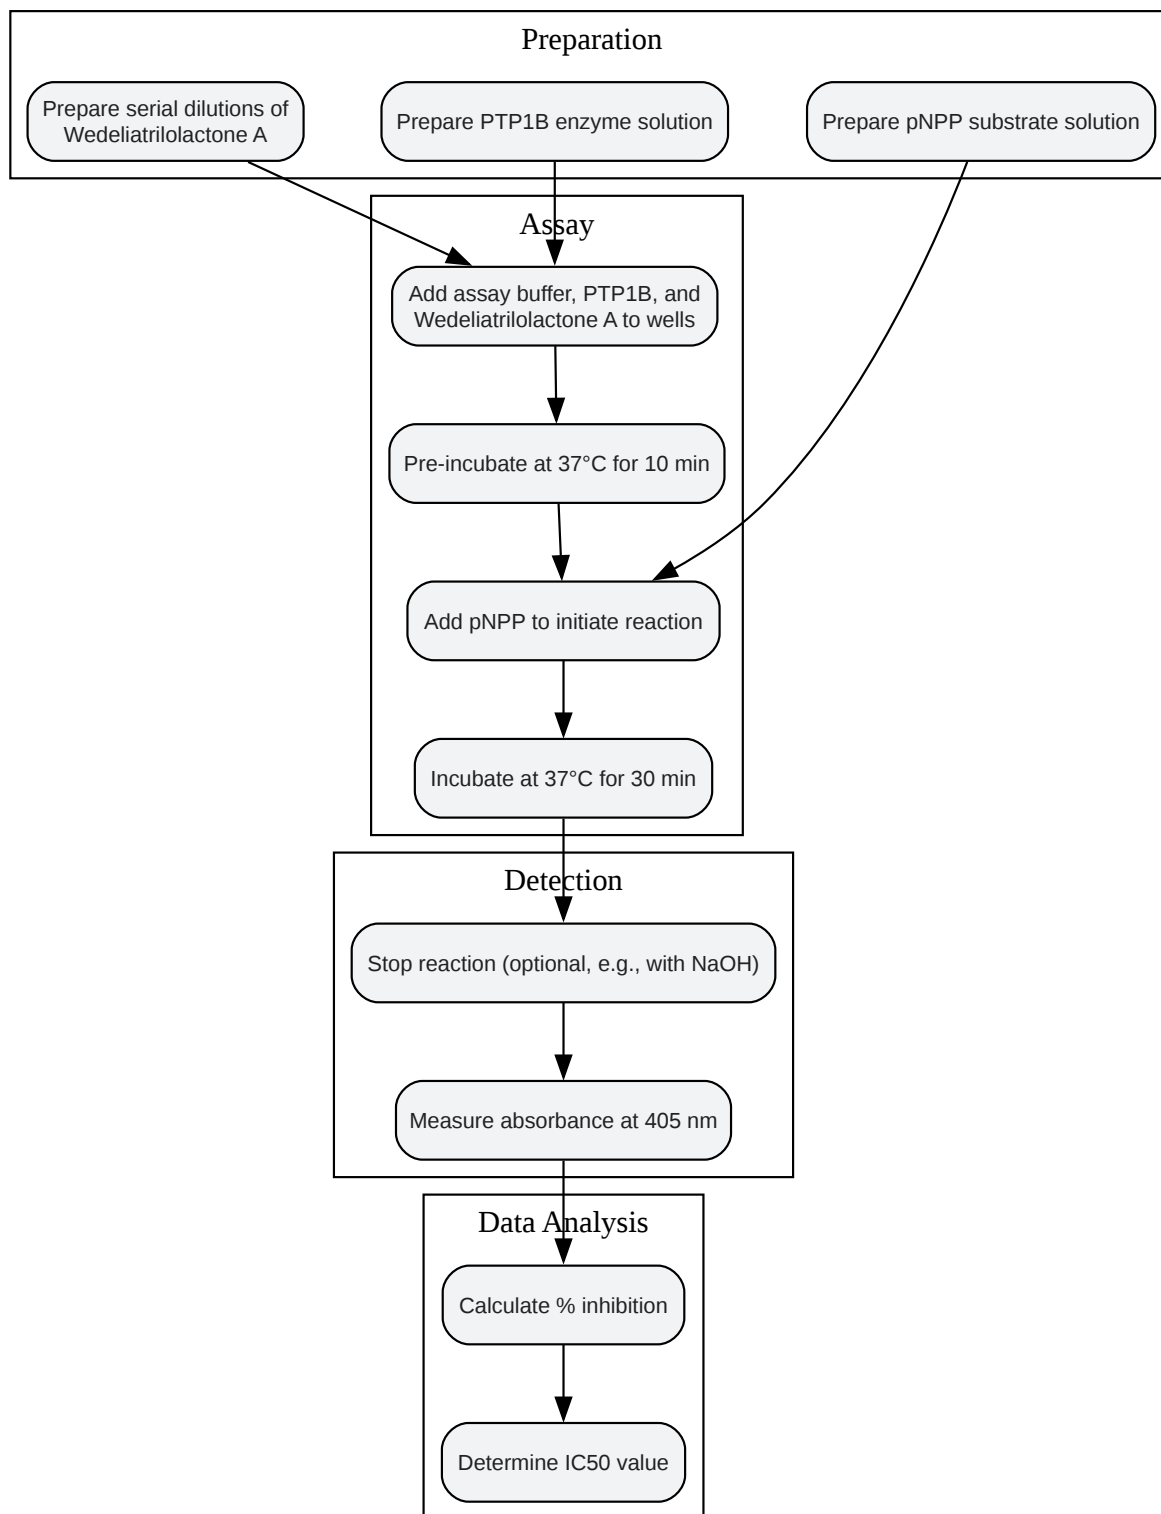 Preparation
Prepare serial dilutions of
Wedeliatrilolactone A
Prepare PTP1B enzyme solution
Prepare pNPP substrate solution
Assay
Add assay buffer, PTP1B, and
Wedeliatrilolactone A to wells
Pre-incubate at 37°C for 10 min
Add pNPP to initiate reaction
Incubate at 37°C for 30 min
Detection
Stop reaction (optional, e.g., with NaOH)
Measure absorbance at 405 nm
Data Analysis
Calculate % inhibition
Determine IC50 value